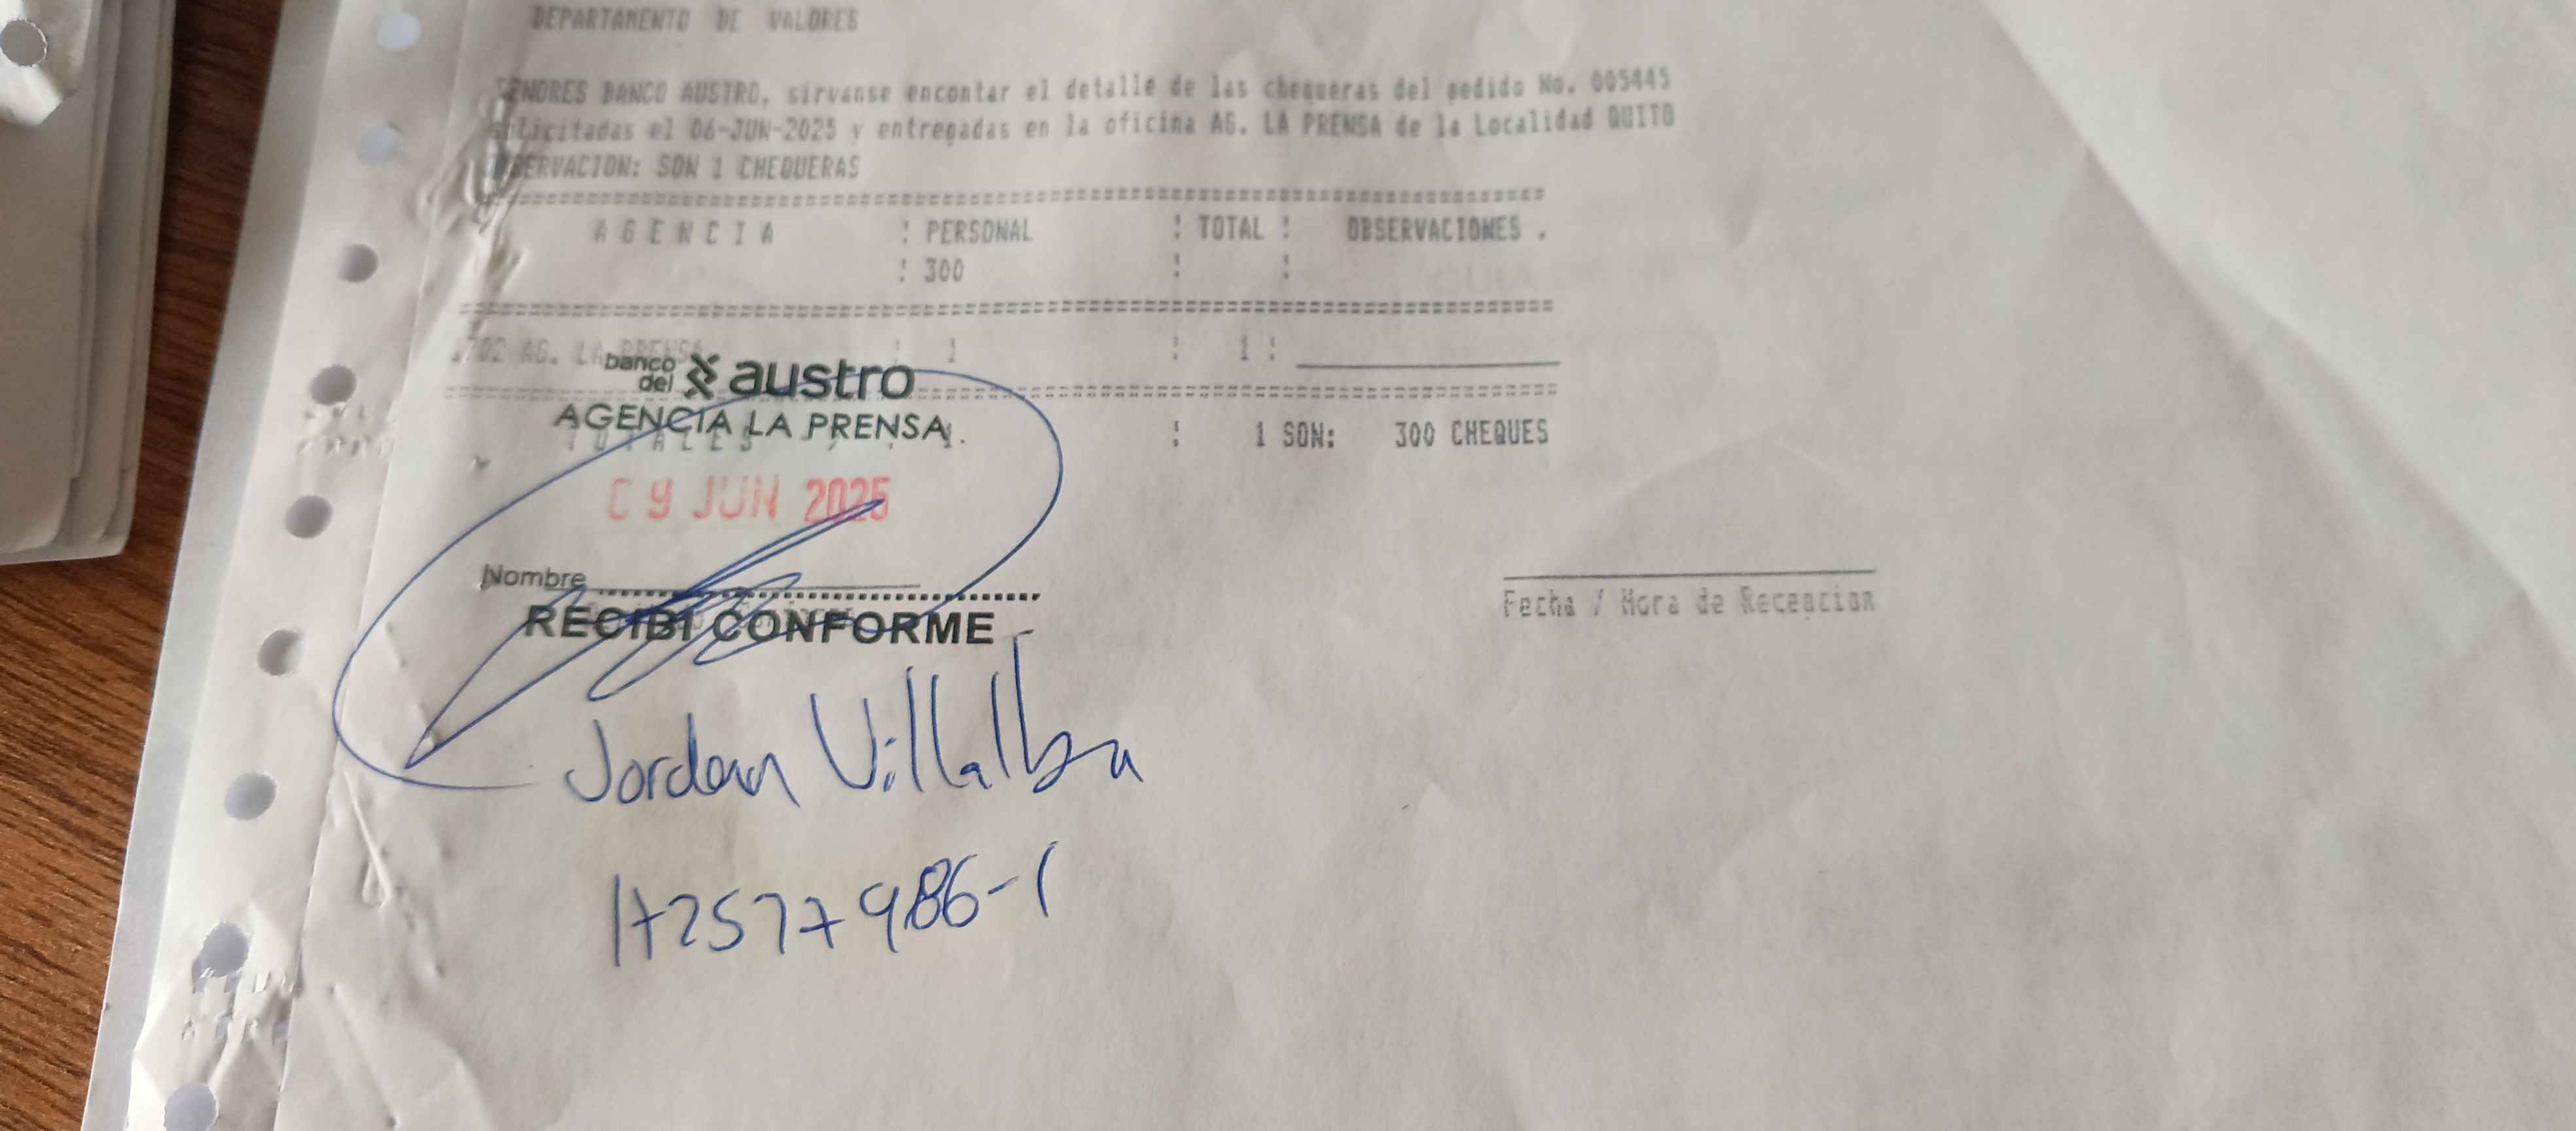 DEPARTAMENTO DE VALORES
SENORES BANCO AUSTRO, sirvanse encontar el detalle de las chequeras del pedido No. 005445
solicitadas el 06-JUN-2025 y entregadas en la oficina AG. LA PRENSA de la Localidad QUITO
OBSERVACION: SON 1 CHEQUERAS
A G E N C I A : PERSONAL : TOTAL : OBSERVACIONES .
: 300 : :
1702 AG. LA PRENSA : 1 : 1 :
banco del austro
AGENCIA LA PRENSA
T O T A L E S : 1 : 1 SON: 300 CHEQUES
09 JUN 2025
Nombre
RECIBI CONFORME
Fecha / Hora de Recepcion
Jordan Villalba
172577986-1